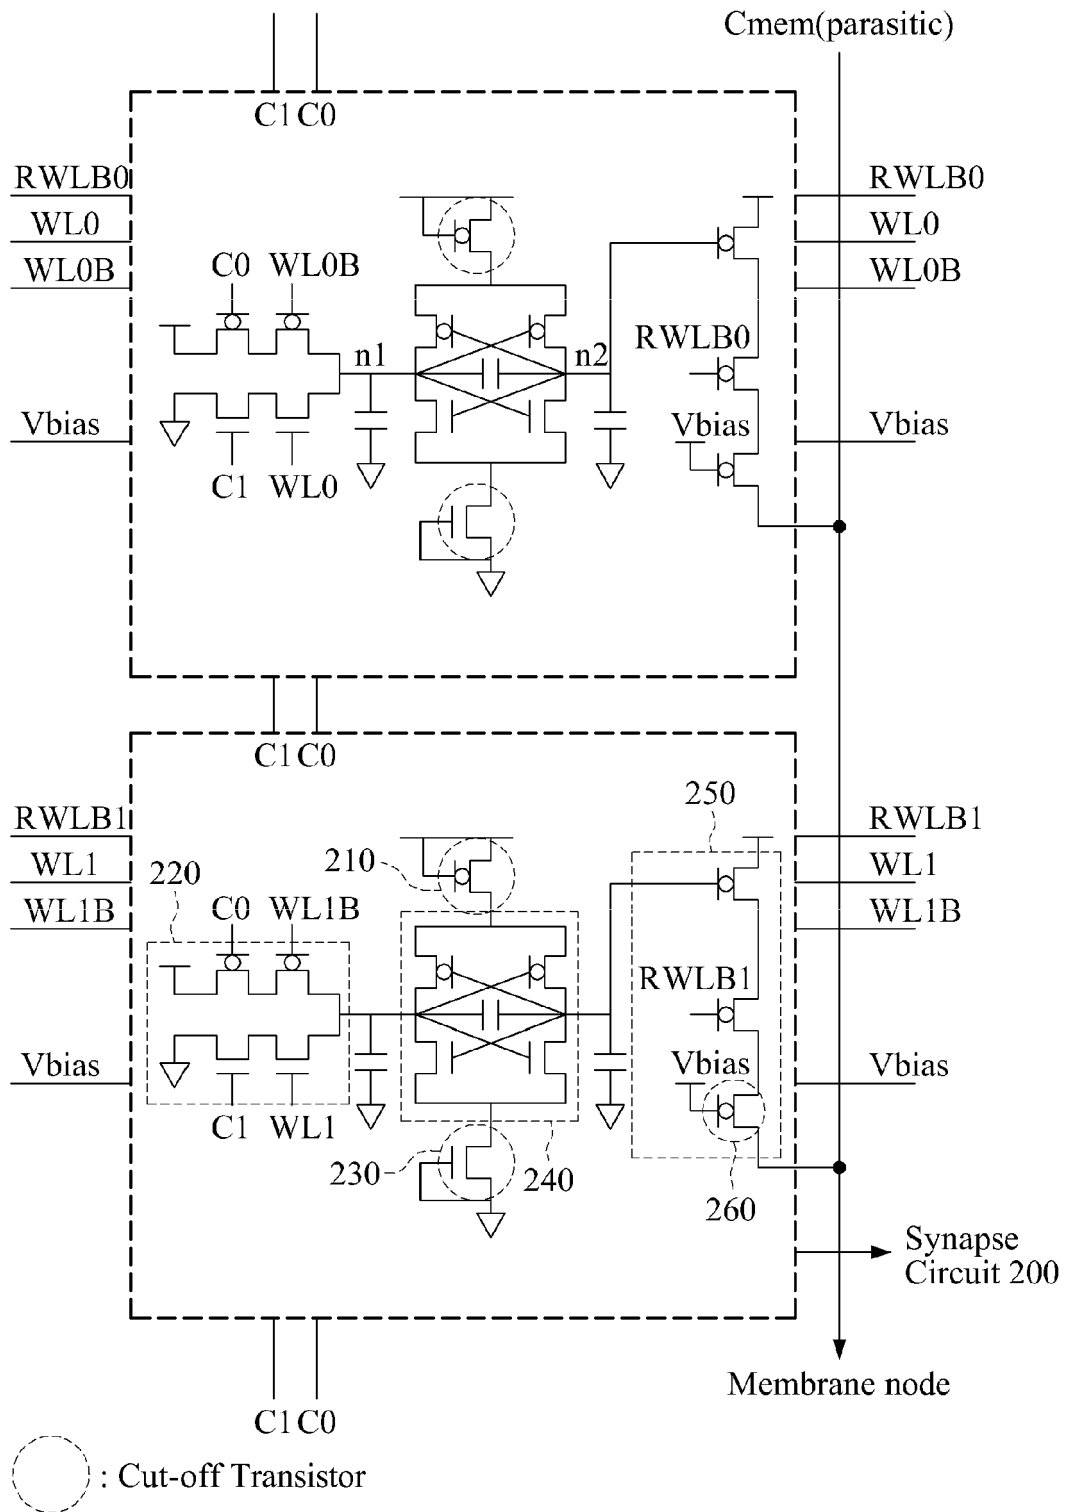 Cmem(parasitic)
C1 C0
RWLB0
RWLB0
WL0
WL0
WL0B
WL0B
C0 WL0B
n1
n2
RWLB0
Vbias
Vbias
Vbias
C1 WL0
C1 C0
250
RWLB1
RWLB1
WL1
220
210
WL1
WL1B
C0 WL1B
WL1B
RWLB1
Vbias
Vbias
Vbias
C1 WL1
230
240
260
Synapse
Circuit 200
Membrane node
C1 C0
: Cut-off Transistor